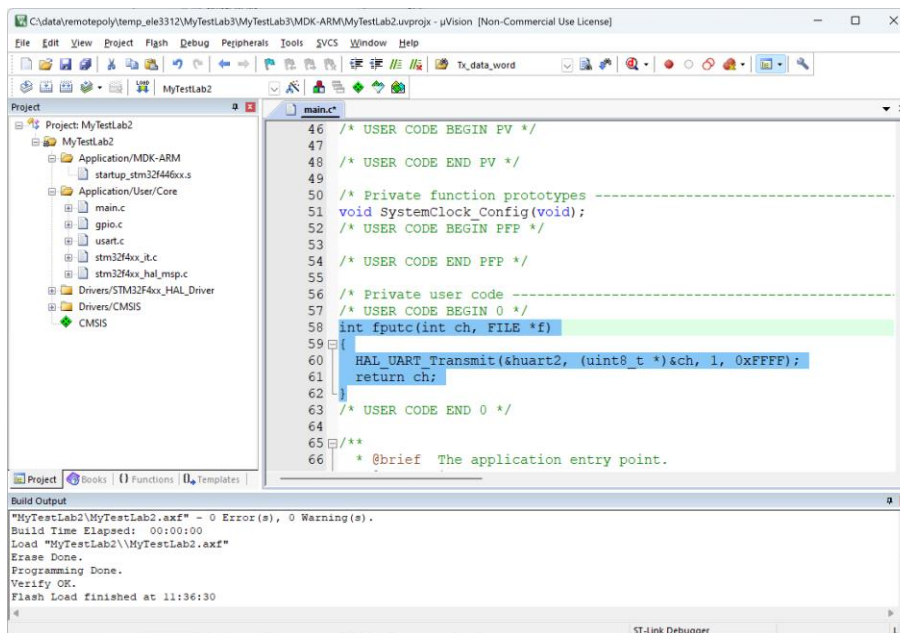 C:\data\remotepoly\temp_ele3312\MyTestLab3\MyTestLab3\MDK-ARM\MyTestLab2.uvprojx - µVision [Non-Commercial Use License]
File Edit View Project Flash Debug Peripherals Tools SVCS Window Help
Tx_data_word
LOAD
MyTestLab2
Project
Project: MyTestLab2
MyTestLab2
Application/MDK-ARM
startup_stm32f446xx.s
Application/User/Core
main.c
gpio.c
usart.c
stm32f4xx_it.c
stm32f4xx_hal_msp.c
Drivers/STM32F4xx_HAL_Driver
Drivers/CMSIS
CMSIS
Project Books {} Functions Templates
main.c*
46 /* USER CODE BEGIN PV */
47
48 /* USER CODE END PV */
49
50 /* Private function prototypes -----------------------------------
51 void SystemClock_Config(void);
52 /* USER CODE BEGIN PFP */
53
54 /* USER CODE END PFP */
55
56 /* Private user code ---------------------------------------------
57 /* USER CODE BEGIN 0 */
58 int fputc(int ch, FILE *f)
59 {
60 HAL_UART_Transmit(&huart2, (uint8_t *)&ch, 1, 0xFFFF);
61 return ch;
62 }
63 /* USER CODE END 0 */
64
65 /**
66 * @brief The application entry point.
Build Output
"MyTestLab2\MyTestLab2.axf" - 0 Error(s), 0 Warning(s).
Build Time Elapsed: 00:00:00
Load "MyTestLab2\\MyTestLab2.axf"
Erase Done.
Programming Done.
Verify OK.
Flash Load finished at 11:36:30
ST-Link Debugger